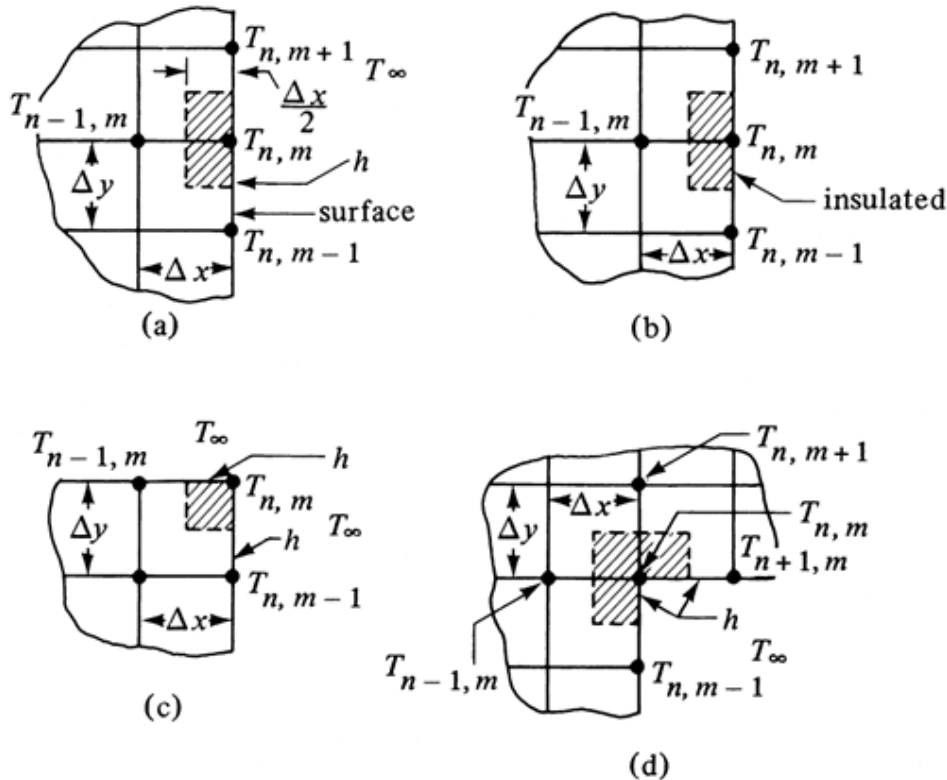 T_{n, m + 1}
T_∞
Δx/2
T_{n - 1, m}
T_{n, m}
h
Δy
surface
Δx
T_{n, m - 1}
(a)
T_{n, m + 1}
T_{n - 1, m}
T_{n, m}
Δy
insulated
Δx
T_{n, m - 1}
(b)
T_∞
T_{n - 1, m}
h
T_{n, m}
Δy
h
T_∞
T_{n, m - 1}
Δx
(c)
T_{n, m + 1}
Δx
Δy
T_{n, m}
T_{n + 1, m}
h
T_∞
T_{n - 1, m}
T_{n, m - 1}
(d)